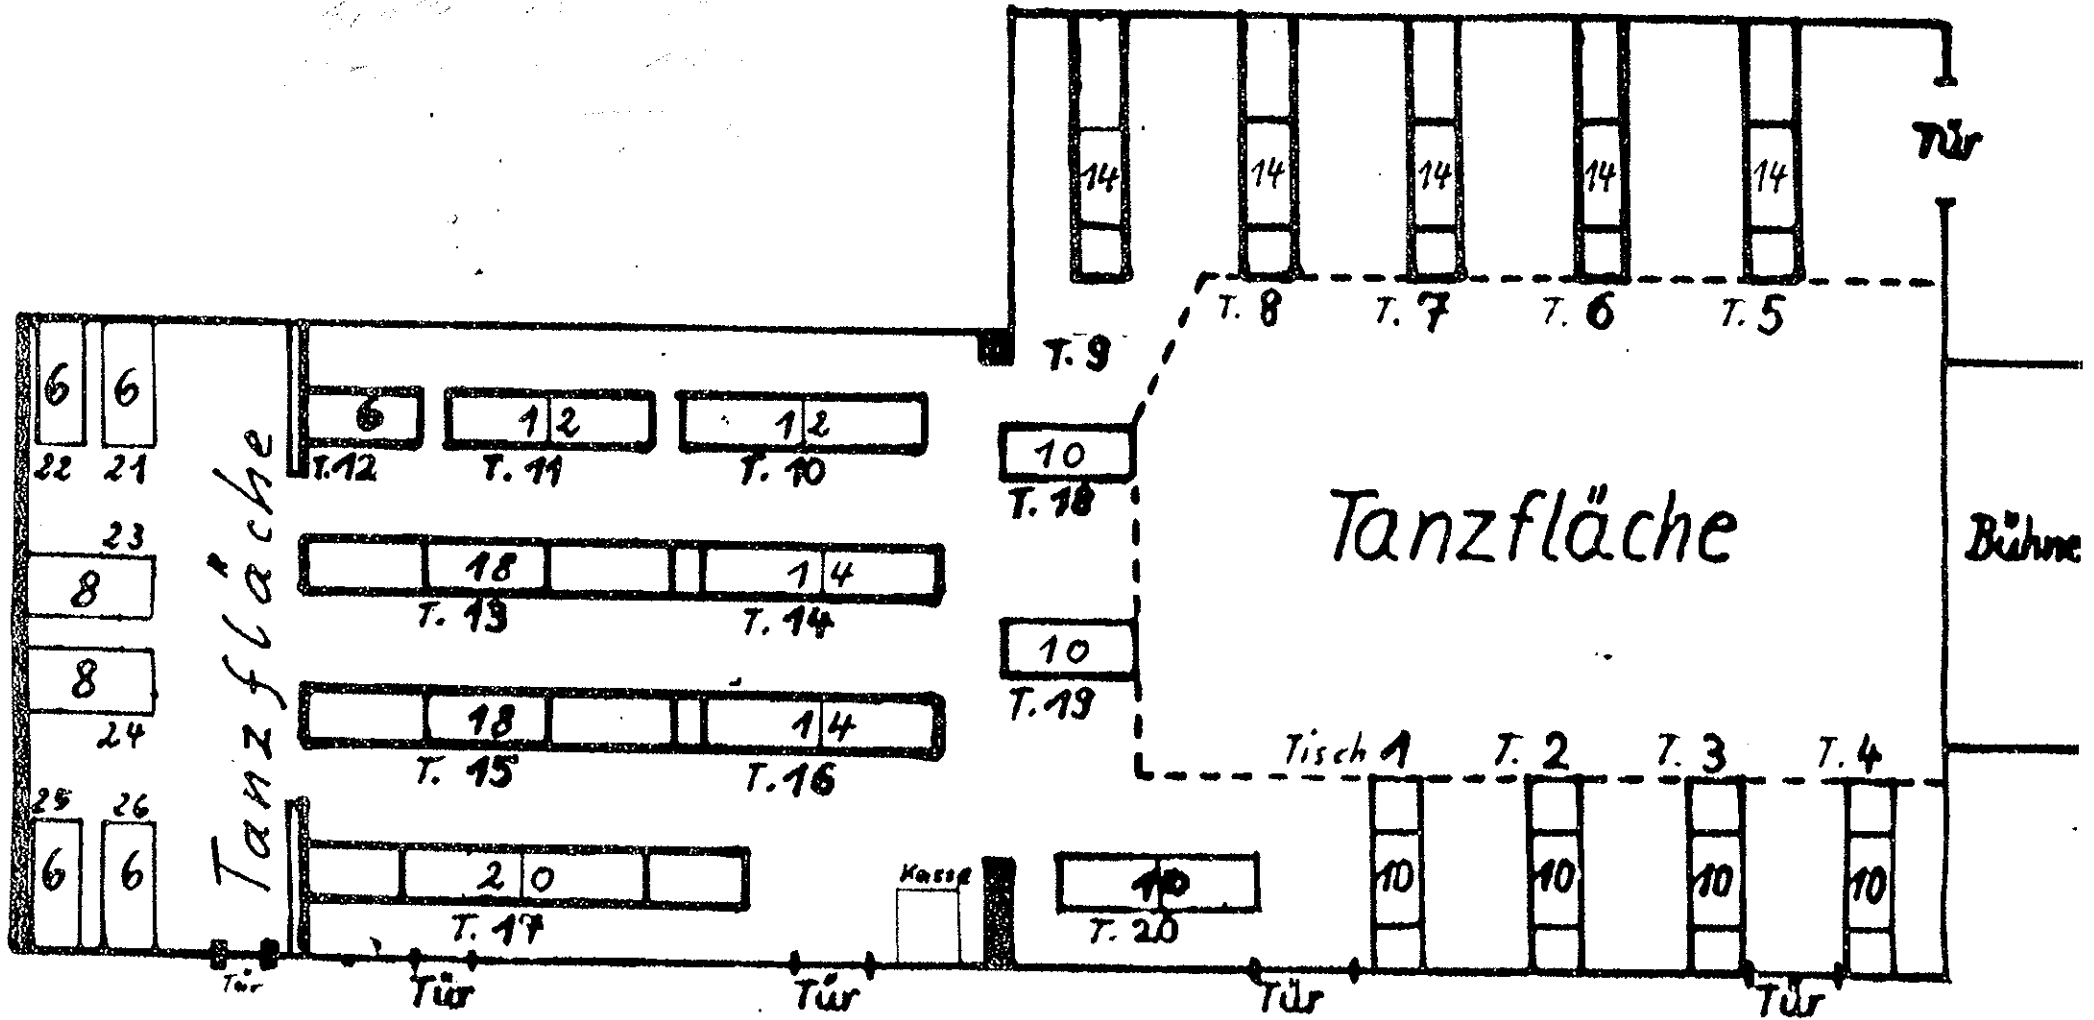 14
14
14
14
14
Tür
T. 9
T. 8
T. 7
T. 6
T. 5
6
6
22
21
6
T.12
12
T. 11
12
T. 10
10
T. 18
Tanzfläche
Bühne
Tanzfläche
23
8
8
24
18
T. 13
14
T. 14
18
T. 15
14
T. 16
10
T. 19
Tisch 1
T. 2
T. 3
T. 4
25
26
6
6
20
T. 17
Kasse
T. 20
10
10
10
10
Tür
Tür
Tür
Tür
Tür